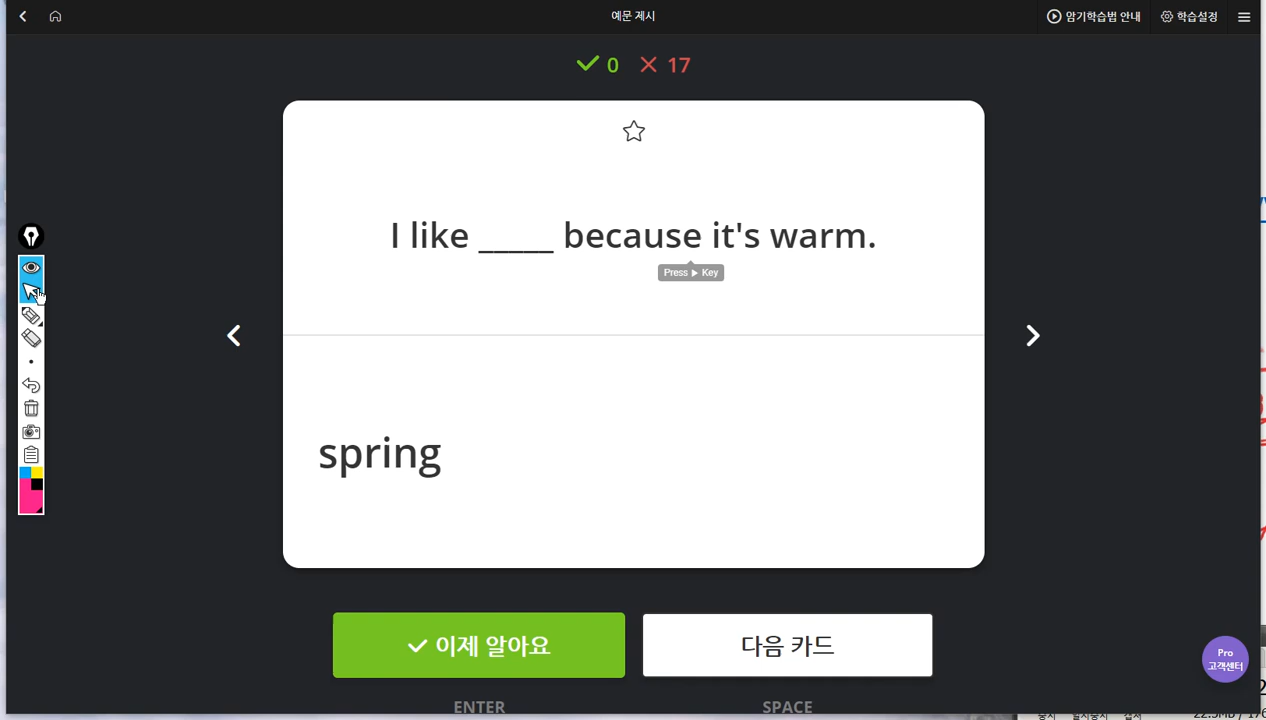 예문 제시
암기학습법 안내
학습설정
0
17
I like _____ because it's warm.
Press ▶ Key
spring
이제 알아요
다음 카드
Pro
고객센터
ENTER
SPACE